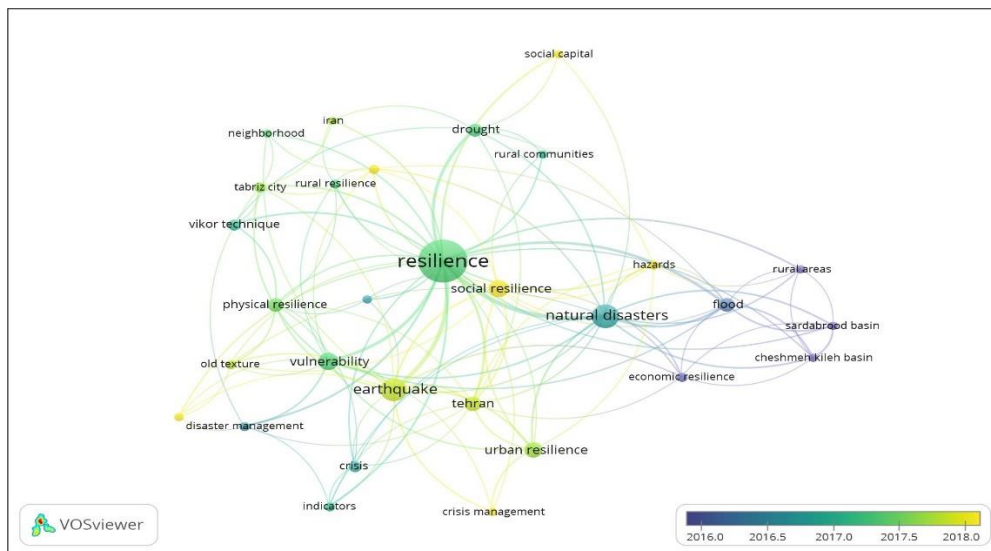 social capital
iran
drought
neighborhood
rural communities
tabriz city
rural resilience
vikor technique
resilience
hazards
rural areas
social resilience
physical resilience
flood
natural disasters
sardabrood basin
cheshmeh kileh basin
old texture
vulnerability
economic resilience
earthquake
tehran
disaster management
urban resilience
crisis
indicators
crisis management
VOSviewer
2016.0 2016.5 2017.0 2017.5 2018.0